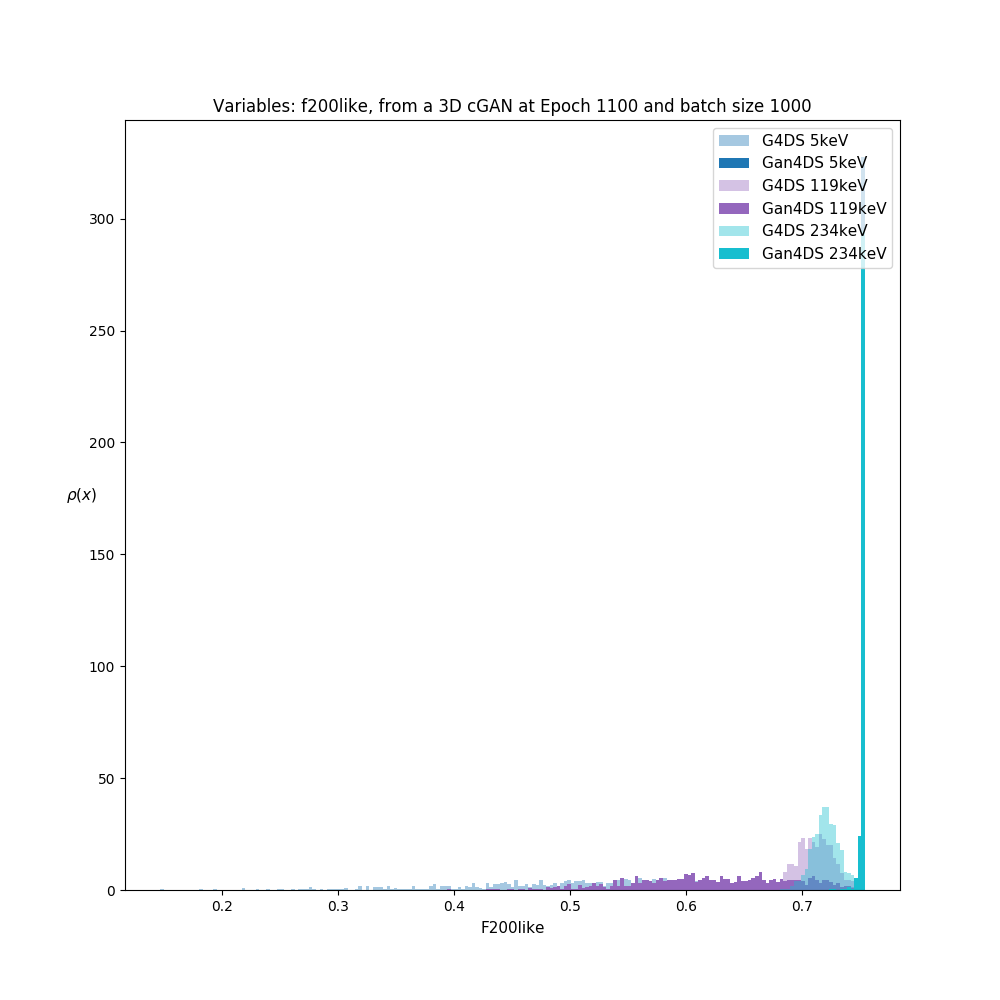 Variables: f200like, from a 3D cGAN at Epoch 1100 and batch size 1000
G4DS 5keV
Gan4DS 5keV
G4DS 119keV
Gan4DS 119keV
G4DS 234keV
Gan4DS 234keV
300
250
200
ρ(x)
150
100
50
0
0.2 0.3 0.4 0.5 0.6 0.7
F200like